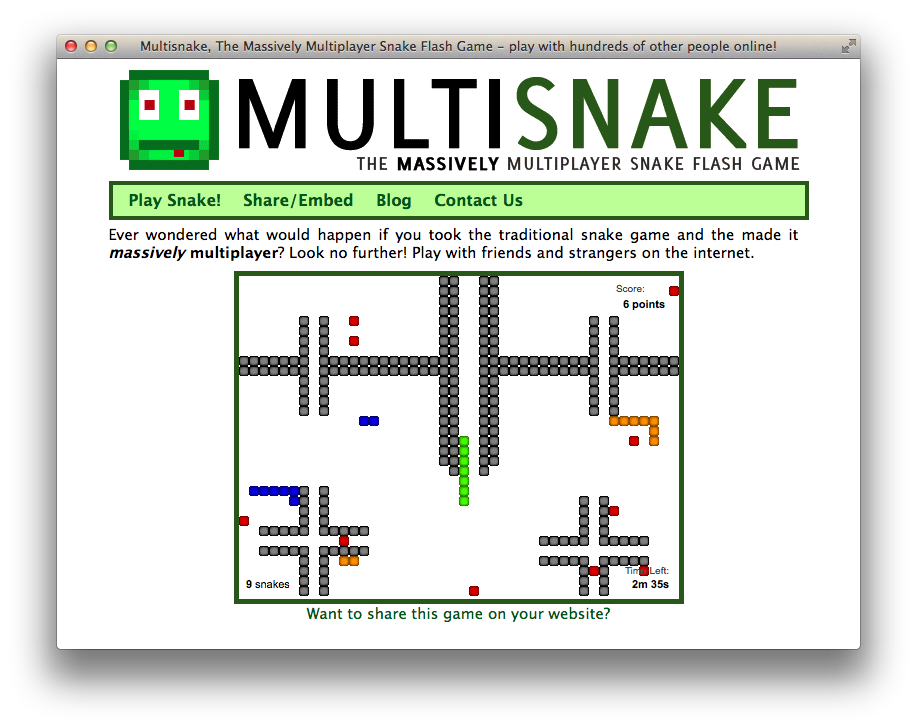 Multisnake, The Massively Multiplayer Snake Flash Game – play with hundreds of other people online!
MULTISNAKE
THE MASSIVELY MULTIPLAYER SNAKE FLASH GAME
Play Snake! Share/Embed Blog Contact Us
Ever wondered what would happen if you took the traditional snake game and the made it
massively multiplayer? Look no further! Play with friends and strangers on the internet.
Score:
6 points
Time Left:
9 snakes 2m 35s
Want to share this game on your website?